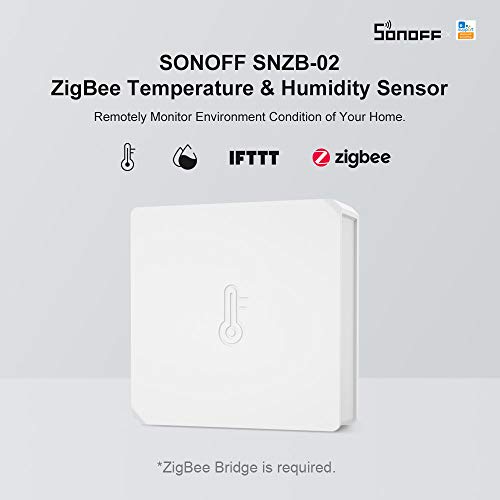 SONOFF
SONOFF SNZB-02
ZigBee Temperature & Humidity Sensor
Remotely Monitor Environment Condition of Your Home.
IFTTT zigbee
*ZigBee Bridge is required.